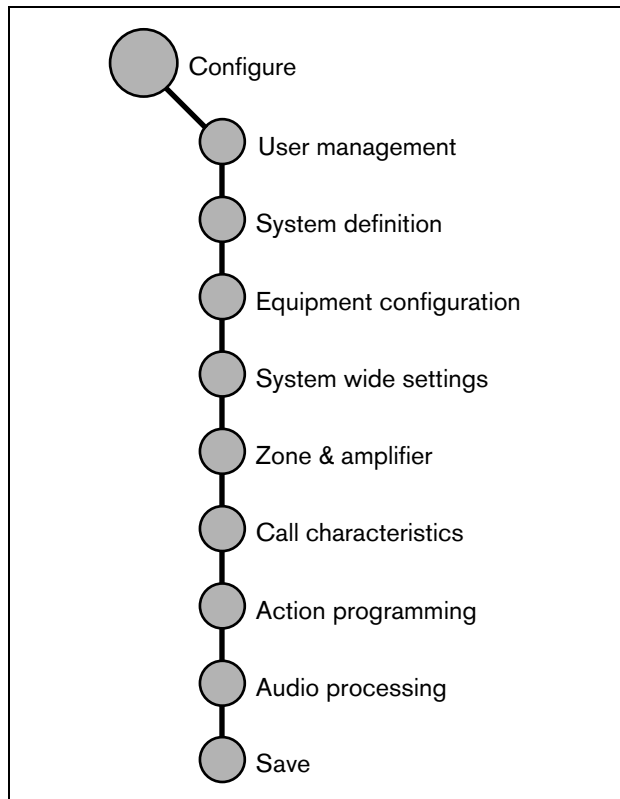 Configure
User management
System definition
Equipment configuration
System wide settings
Zone & amplifier
Call characteristics
Action programming
Audio processing
Save